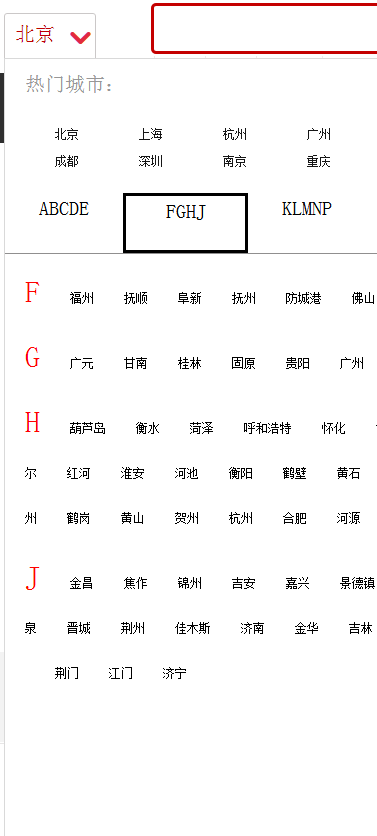 北京
热门城市:
北京 上海 杭州 广州
成都 深圳 南京 重庆
ABCDE FGHJ KLMNP
F 福州 抚顺 阜新 抚州 防城港 佛山
G 广元 甘南 桂林 固原 贵阳 广州
H 葫芦岛 衡水 菏泽 呼和浩特 怀化
尔 红河 淮安 河池 衡阳 鹤壁 黄石
州 鹤岗 黄山 贺州 杭州 合肥 河源
J 金昌 焦作 锦州 吉安 嘉兴 景德镇
泉 晋城 荆州 佳木斯 济南 金华 吉林
荆门 江门 济宁